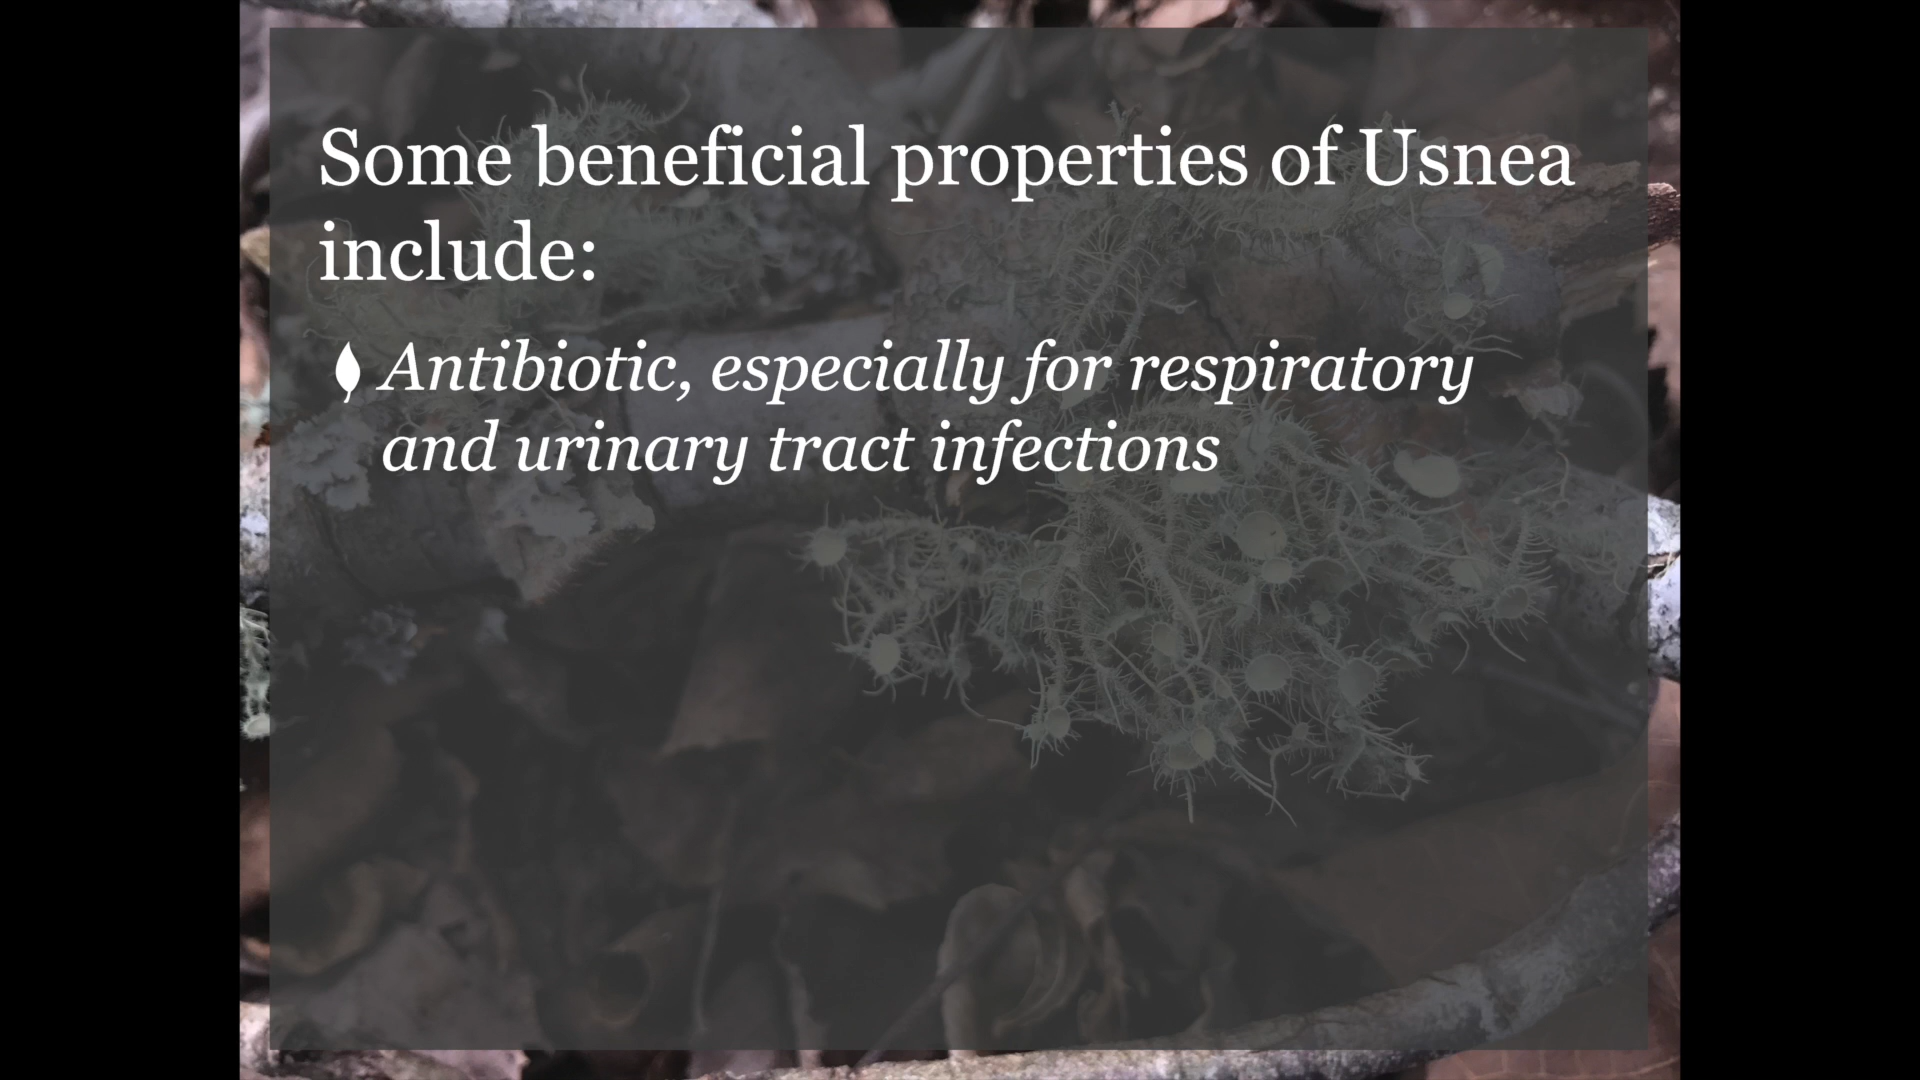 Some beneficial properties of Usnea
include:
Antibiotic, especially for respiratory
and urinary tract infections